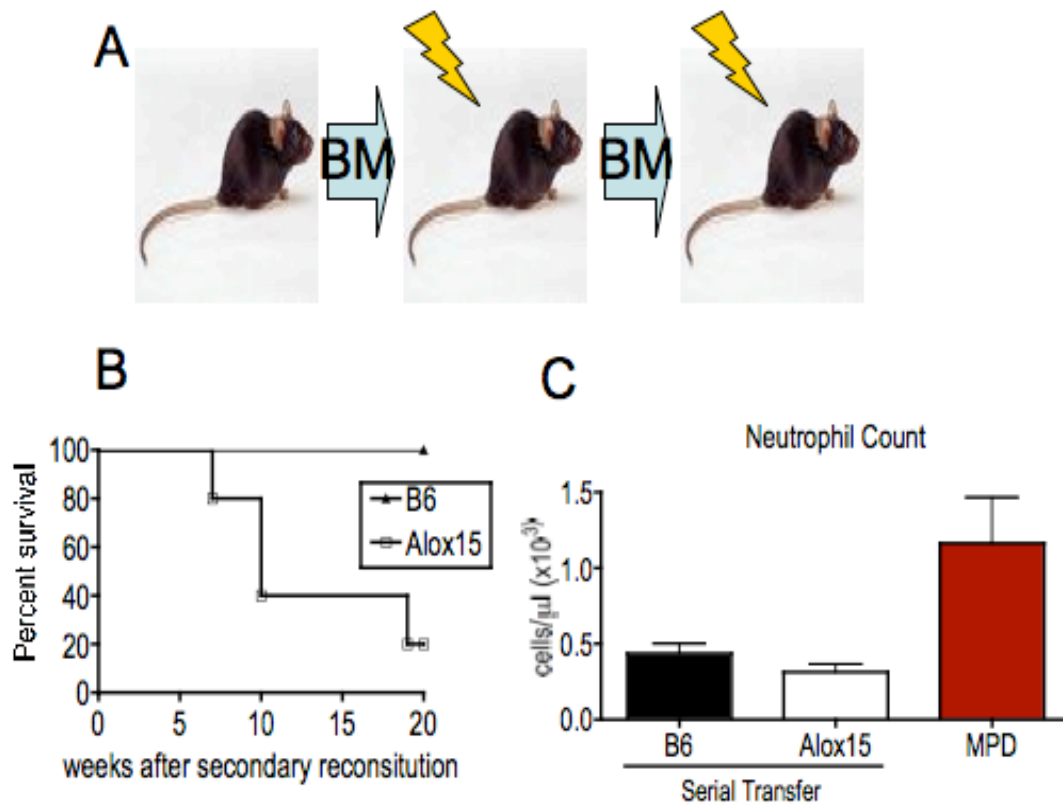 A
BM
BM
B
100
80
60
40
20
0
Percent survival
B6
Alox15
0
5
10
15
20
weeks after secondary reconsitution
C
Neutrophil Count
1.5
1.0
0.5
0.0
cells/µl (x10³)
B6
Alox15
MPD
Serial Transfer